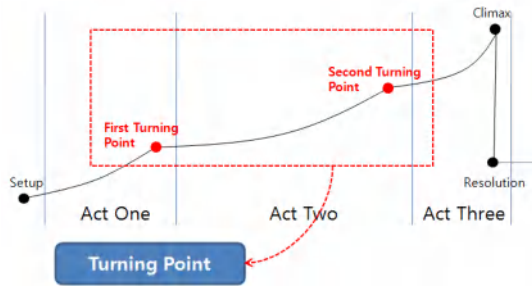 Climax
Second Turning
Point
First Turning
Point
Setup
Resolution
Act One
Act Two
Act Three
Turning Point